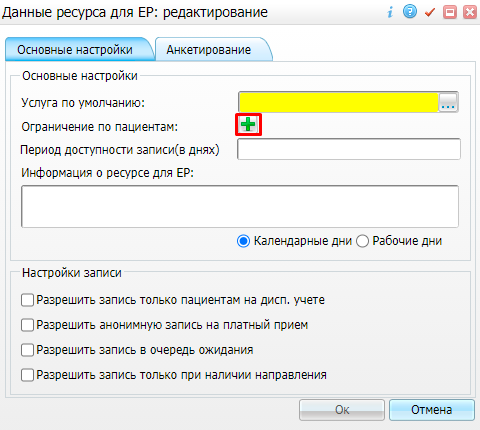 Данные ресурса для ЕР: редактирование
Основные настройки
Анкетирование
Основные настройки
Услуга по умолчанию:
...
Ограничение по пациентам:
Период доступности записи(в днях)
Информация о ресурсе для ЕР:
Календарные дни
Рабочие дни
Настройки записи
Разрешить запись только пациентам на дисп. учете
Разрешить анонимную запись на платный прием
Разрешить запись в очередь ожидания
Разрешить запись только при наличии направления
Ок
Отмена